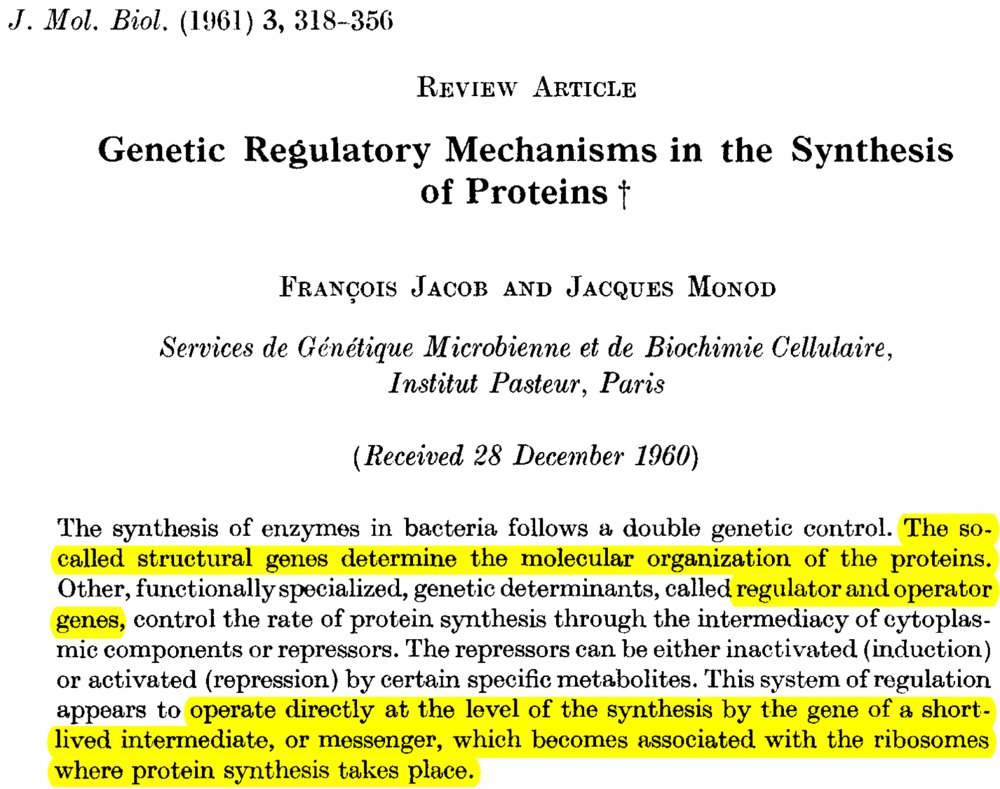 J. Mol. Biol. (1961) 3, 318–356
Review Article
Genetic Regulatory Mechanisms in the Synthesis
of Proteins †
François Jacob and Jacques Monod
Services de Génétique Microbienne et de Biochimie Cellulaire,
Institut Pasteur, Paris
(Received 28 December 1960)
The synthesis of enzymes in bacteria follows a double genetic control. The so-
called structural genes determine the molecular organization of the proteins.
Other, functionally specialized, genetic determinants, called regulator and operator
genes, control the rate of protein synthesis through the intermediacy of cytoplas-
mic components or repressors. The repressors can be either inactivated (induction)
or activated (repression) by certain specific metabolites. This system of regulation
appears to operate directly at the level of the synthesis by the gene of a short-
lived intermediate, or messenger, which becomes associated with the ribosomes
where protein synthesis takes place.